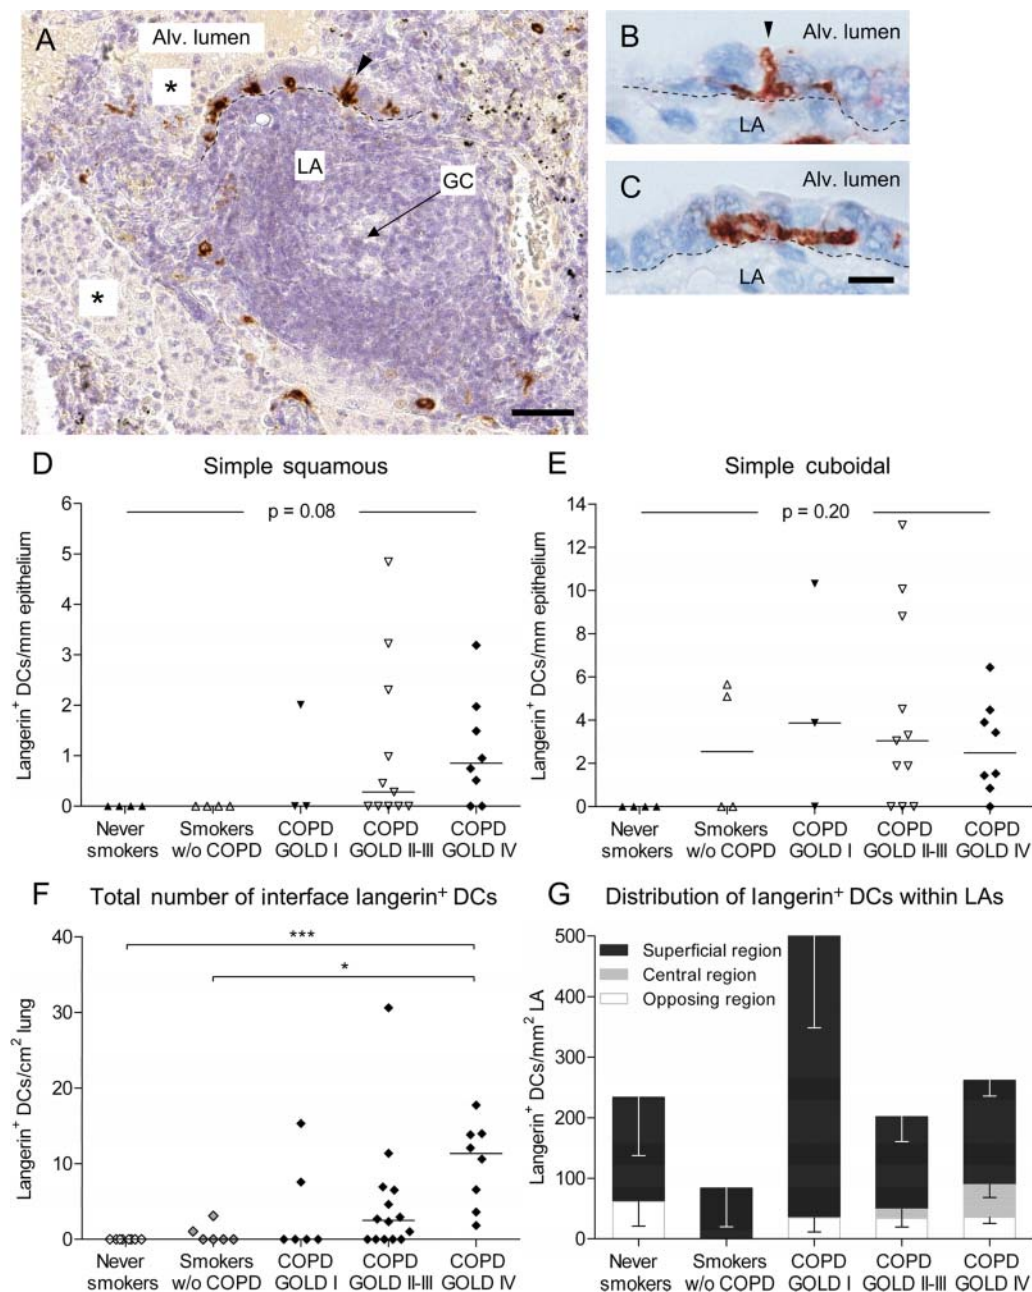 A
Alv. lumen
*
LA
GC
*
B
Alv. lumen
LA
C
Alv. lumen
LA
D
Simple squamous
p = 0.08
Langerin+ DCs/mm epithelium
6
5
4
3
2
1
0
Never smokers
Smokers w/o COPD
COPD GOLD I
COPD GOLD II-III
COPD GOLD IV
E
Simple cuboidal
p = 0.20
Langerin+ DCs/mm epithelium
14
12
10
8
6
4
2
0
Never smokers
Smokers w/o COPD
COPD GOLD I
COPD GOLD II-III
COPD GOLD IV
F
Total number of interface langerin+ DCs
***
*
Langerin+ DCs/cm2 lung
40
30
20
10
0
Never smokers
Smokers w/o COPD
COPD GOLD I
COPD GOLD II-III
COPD GOLD IV
G
Distribution of langerin+ DCs within LAs
Superficial region
Central region
Opposing region
Langerin+ DCs/mm2 LA
500
400
300
200
100
0
Never smokers
Smokers w/o COPD
COPD GOLD I
COPD GOLD II-III
COPD GOLD IV